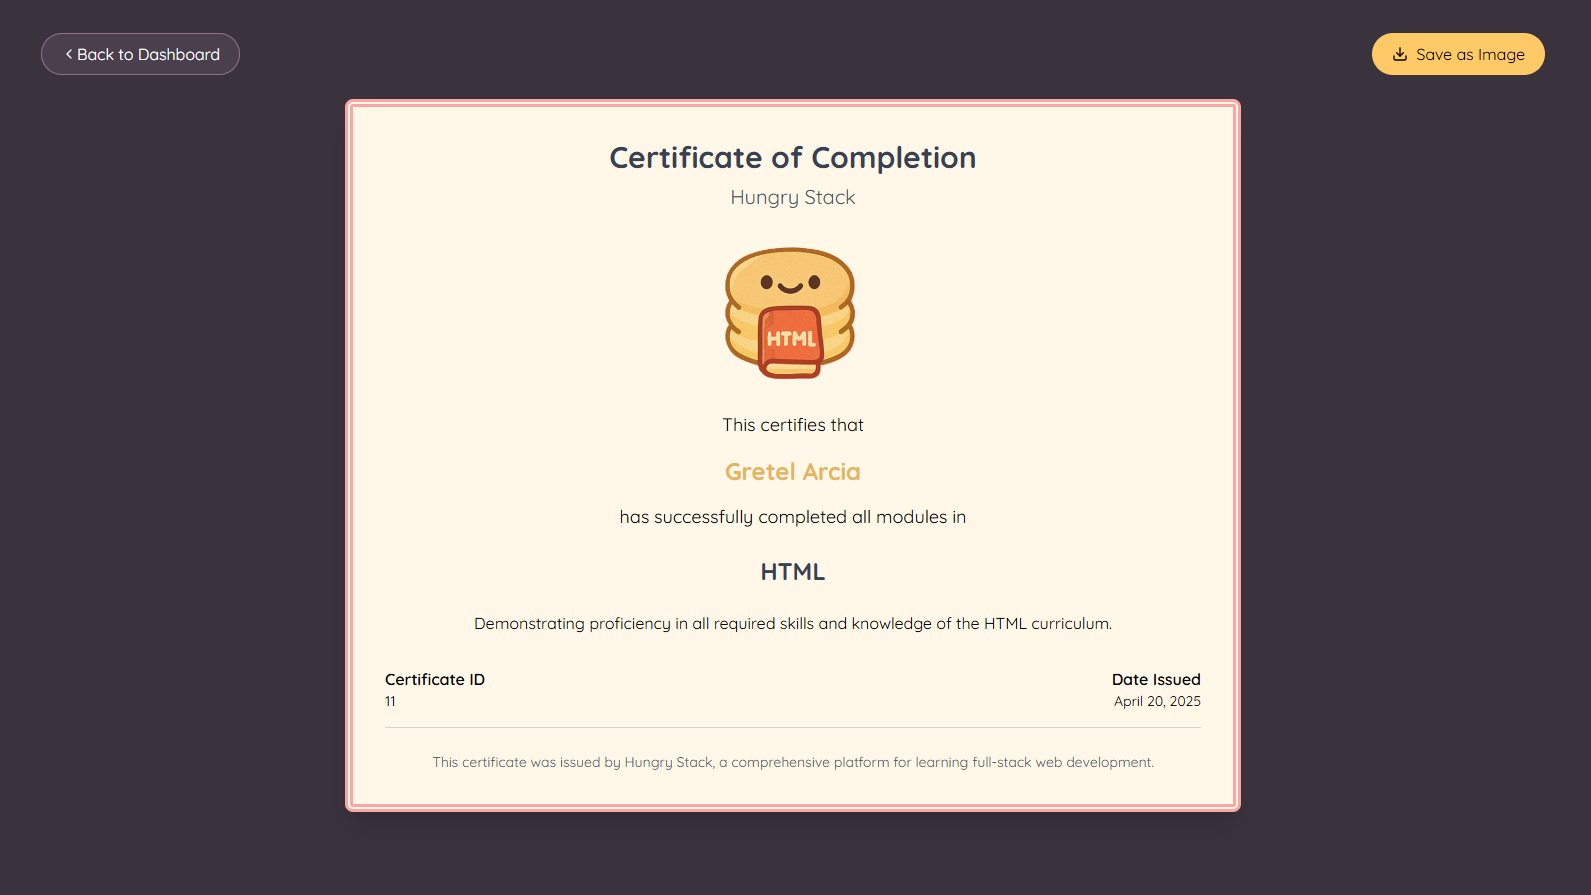 Back to Dashboard
Save as Image
Certificate of Completion
Hungry Stack
HTML
This certifies that
Gretel Arcia
has successfully completed all modules in
HTML
Demonstrating proficiency in all required skills and knowledge of the HTML curriculum.
Certificate ID
11
Date Issued
April 20, 2025
This certificate was issued by Hungry Stack, a comprehensive platform for learning full-stack web development.